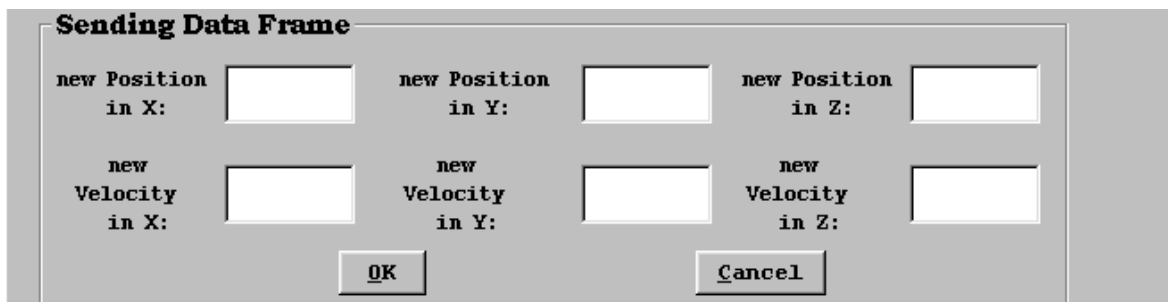 Sending Data Frame
new Position
in X:
new Position
in Y:
new Position
in Z:
new
Velocity
in X:
new
Velocity
in Y:
new
Velocity
in Z:
OK
Cancel